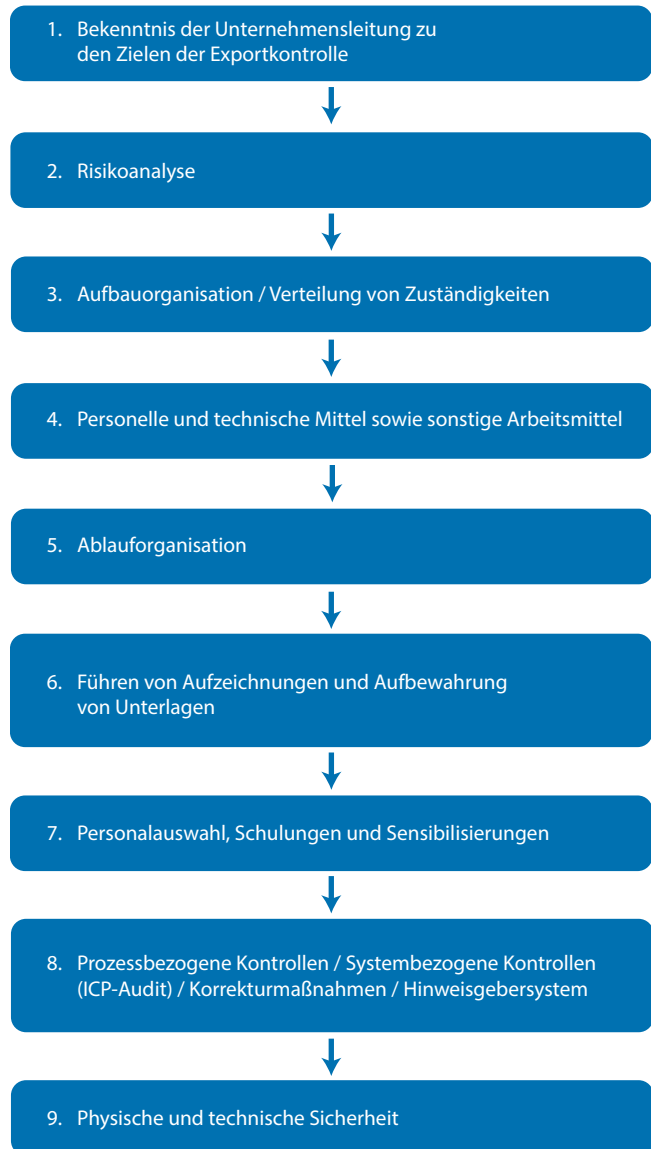 1. Bekenntnis der Unternehmensleitung zu
den Zielen der Exportkontrolle
2. Risikoanalyse
3. Aufbauorganisation / Verteilung von Zuständigkeiten
4. Personelle und technische Mittel sowie sonstige Arbeitsmittel
5. Ablauforganisation
6. Führen von Aufzeichnungen und Aufbewahrung
von Unterlagen
7. Personalauswahl, Schulungen und Sensibilisierungen
8. Prozessbezogene Kontrollen / Systembezogene Kontrollen
(ICP-Audit) / Korrekturmaßnahmen / Hinweisgebersystem
9. Physische und technische Sicherheit